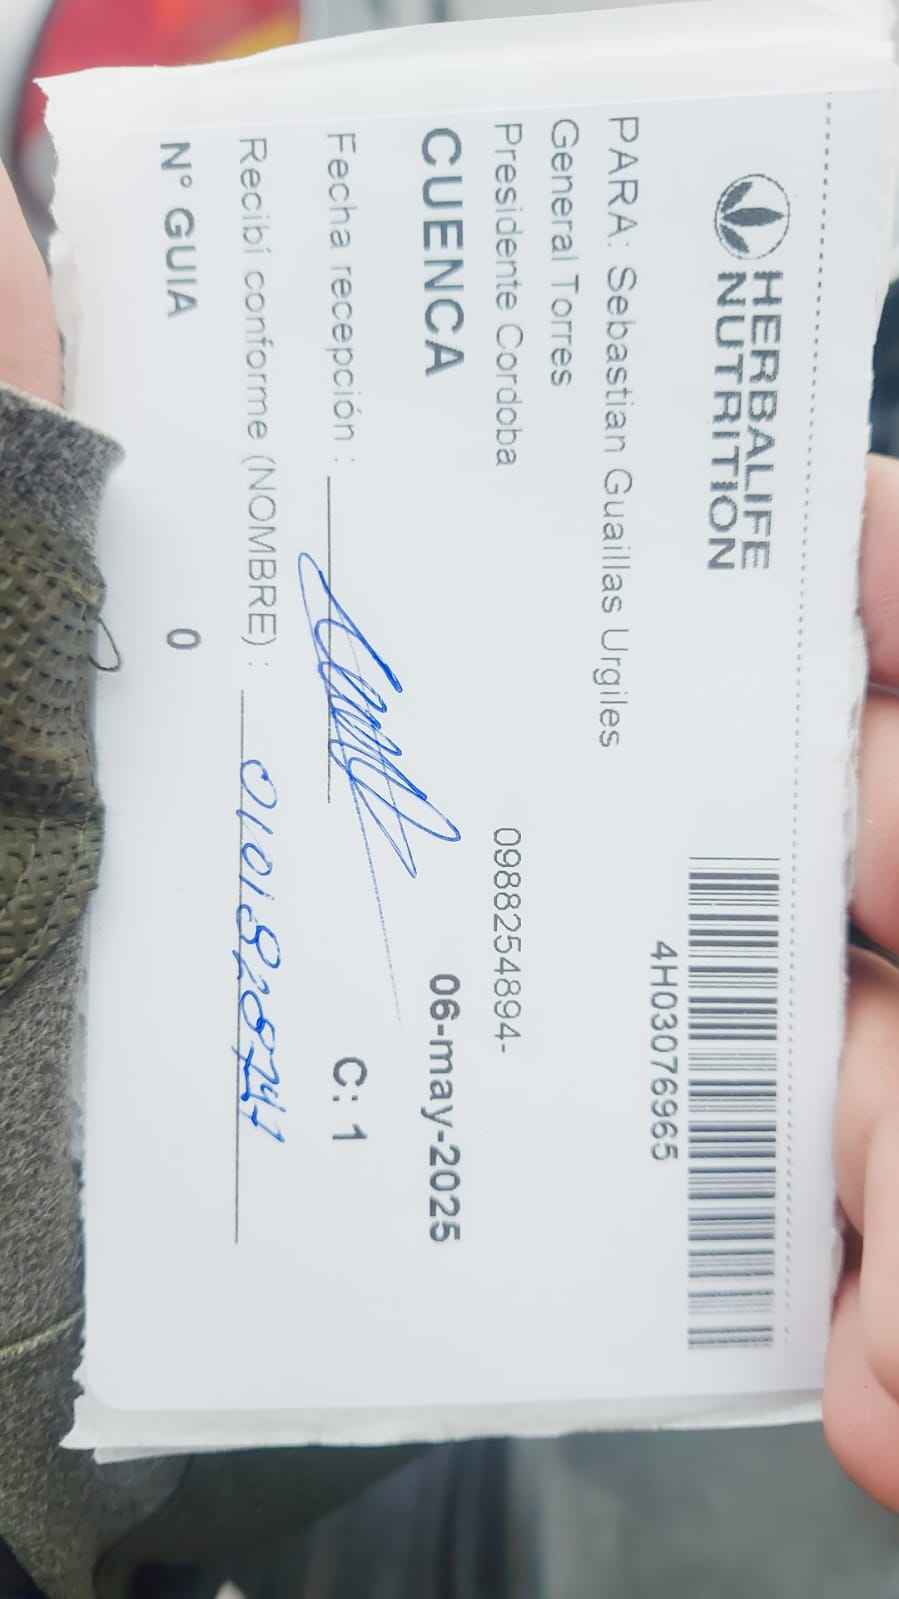 HERBALIFE
NUTRITION
4H03076965
PARA: Sebastian Guaillas Urgiles
General Torres
Presidente Cordoba 0988254894-
CUENCA 06-may-2025
Fecha recepción : C: 1
Recibí conforme (NOMBRE) : 0101820741
N° GUIA 0